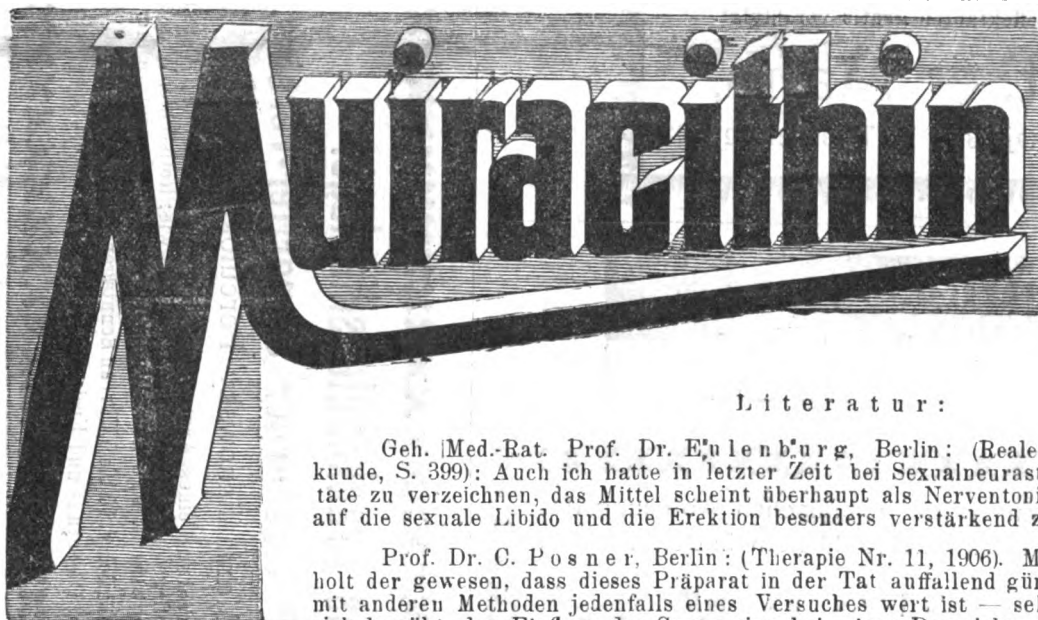 Muiracithin
Literatur:
Geh. Med.-Rat. Prof. Dr. Eulenburg, Berlin: (Reale
kunde, S. 399): Auch ich hatte in letzter Zeit bei Sexualneuras
tate zu verzeichnen, das Mittel scheint überhaupt als Nerventoni
auf die sexuale Libido und die Erektion besonders verstärkend z
Prof. Dr. C. Posner, Berlin: (Therapie Nr. 11, 1906). M
holt der gewesen, dass dieses Präparat in der Tat auffallend gün
mit anderen Methoden jedenfalls eines Versuches wert ist — sel